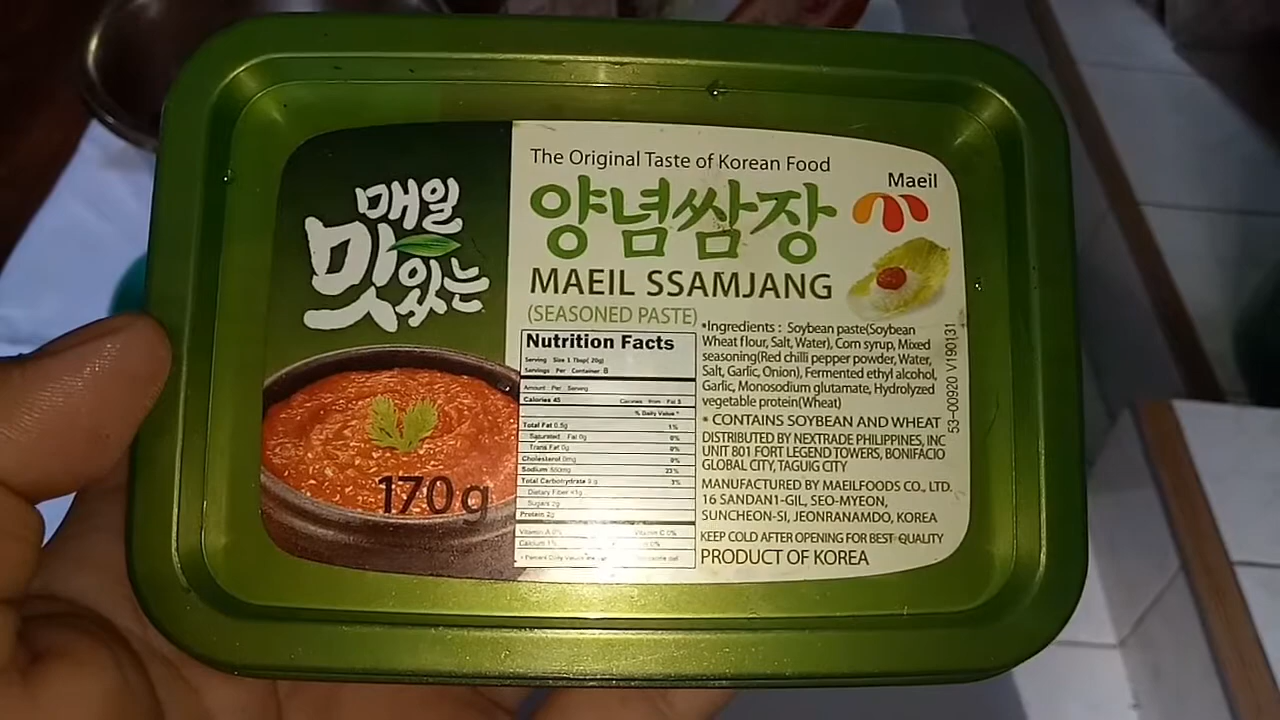 매일
맛있는
170g
The Original Taste of Korean Food
Maeil
양념쌈장
MAEIL SSAMJANG
(SEASONED PASTE)
Nutrition Facts
Serving Size 1 Tbsp( 20g)
Servings Per Container 8
Amount Per Serving
Calories 45 Calories from Fat 5
% Daily Value *
Total Fat 0.5g 1%
Saturated Fat 0g 0%
Trans Fat 0g 0%
Cholesterol 0mg 0%
Sodium 23%
Total Carbohydrate 9 g 3%
Dietary Fiber <1g
Sugars 2g
Protein 2g
Vitamin A 0% Vitamin C 0%
Calcium 1%
* Percent Daily Values are
*Ingredients : Soybean paste(Soybean
Wheat flour, Salt, Water), Corn syrup, Mixed
seasoning(Red chilli pepper powder, Water,
Salt, Garlic, Onion), Fermented ethyl alcohol,
Garlic, Monosodium glutamate, Hydrolyzed
vegetable protein(Wheat)
* CONTAINS SOYBEAN AND WHEAT
DISTRIBUTED BY NEXTRADE PHILIPPINES, INC
UNIT 801 FORT LEGEND TOWERS, BONIFACIO
GLOBAL CITY, TAGUIG CITY
MANUFACTURED BY MAEILFOODS CO., LTD.
16 SANDAN1-GIL, SEO-MYEON,
SUNCHEON-SI, JEONRANAMDO, KOREA
KEEP COLD AFTER OPENING FOR BEST QUALITY
PRODUCT OF KOREA
53-00920 V190131